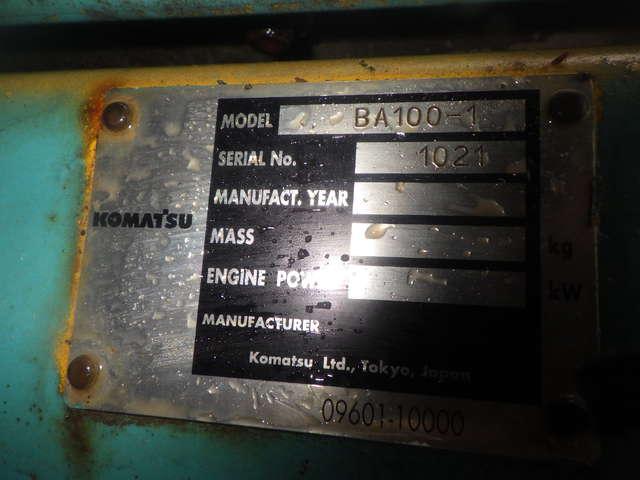 MODEL BA100-1
SERIAL No. 1021
MANUFACT. YEAR
KOMATSU
MASS kg
ENGINE POWER kW
MANUFACTURER
Komatsu Ltd., Tokyo, Japan
09601-10000